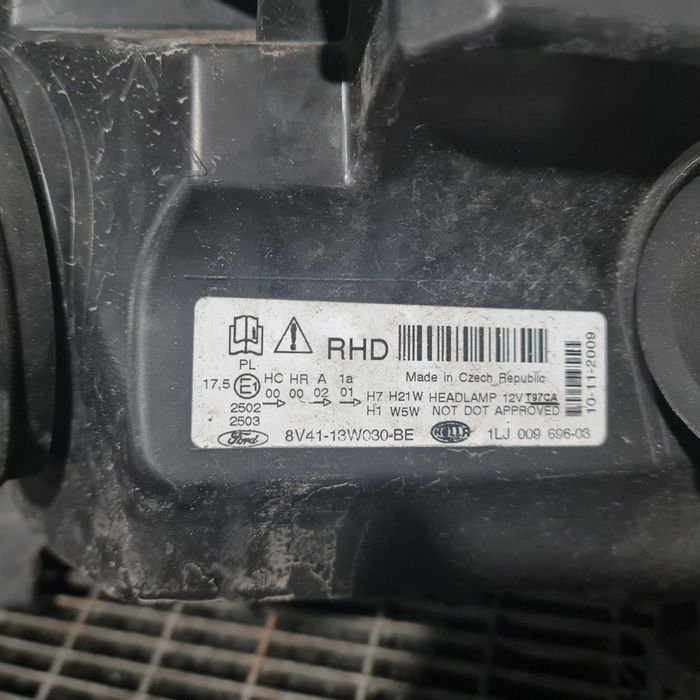 RHD
PL
Made in Czech Republic
17,5 E1 HC HR A 1a
00 00 02 01
H7 H21W HEADLAMP 12V T97CA
2502
2503
H1 W5W NOT DOT APPROVED
Ford 8V41-13W030-BE HELLA 1LJ 009 696-03
10-11-2009